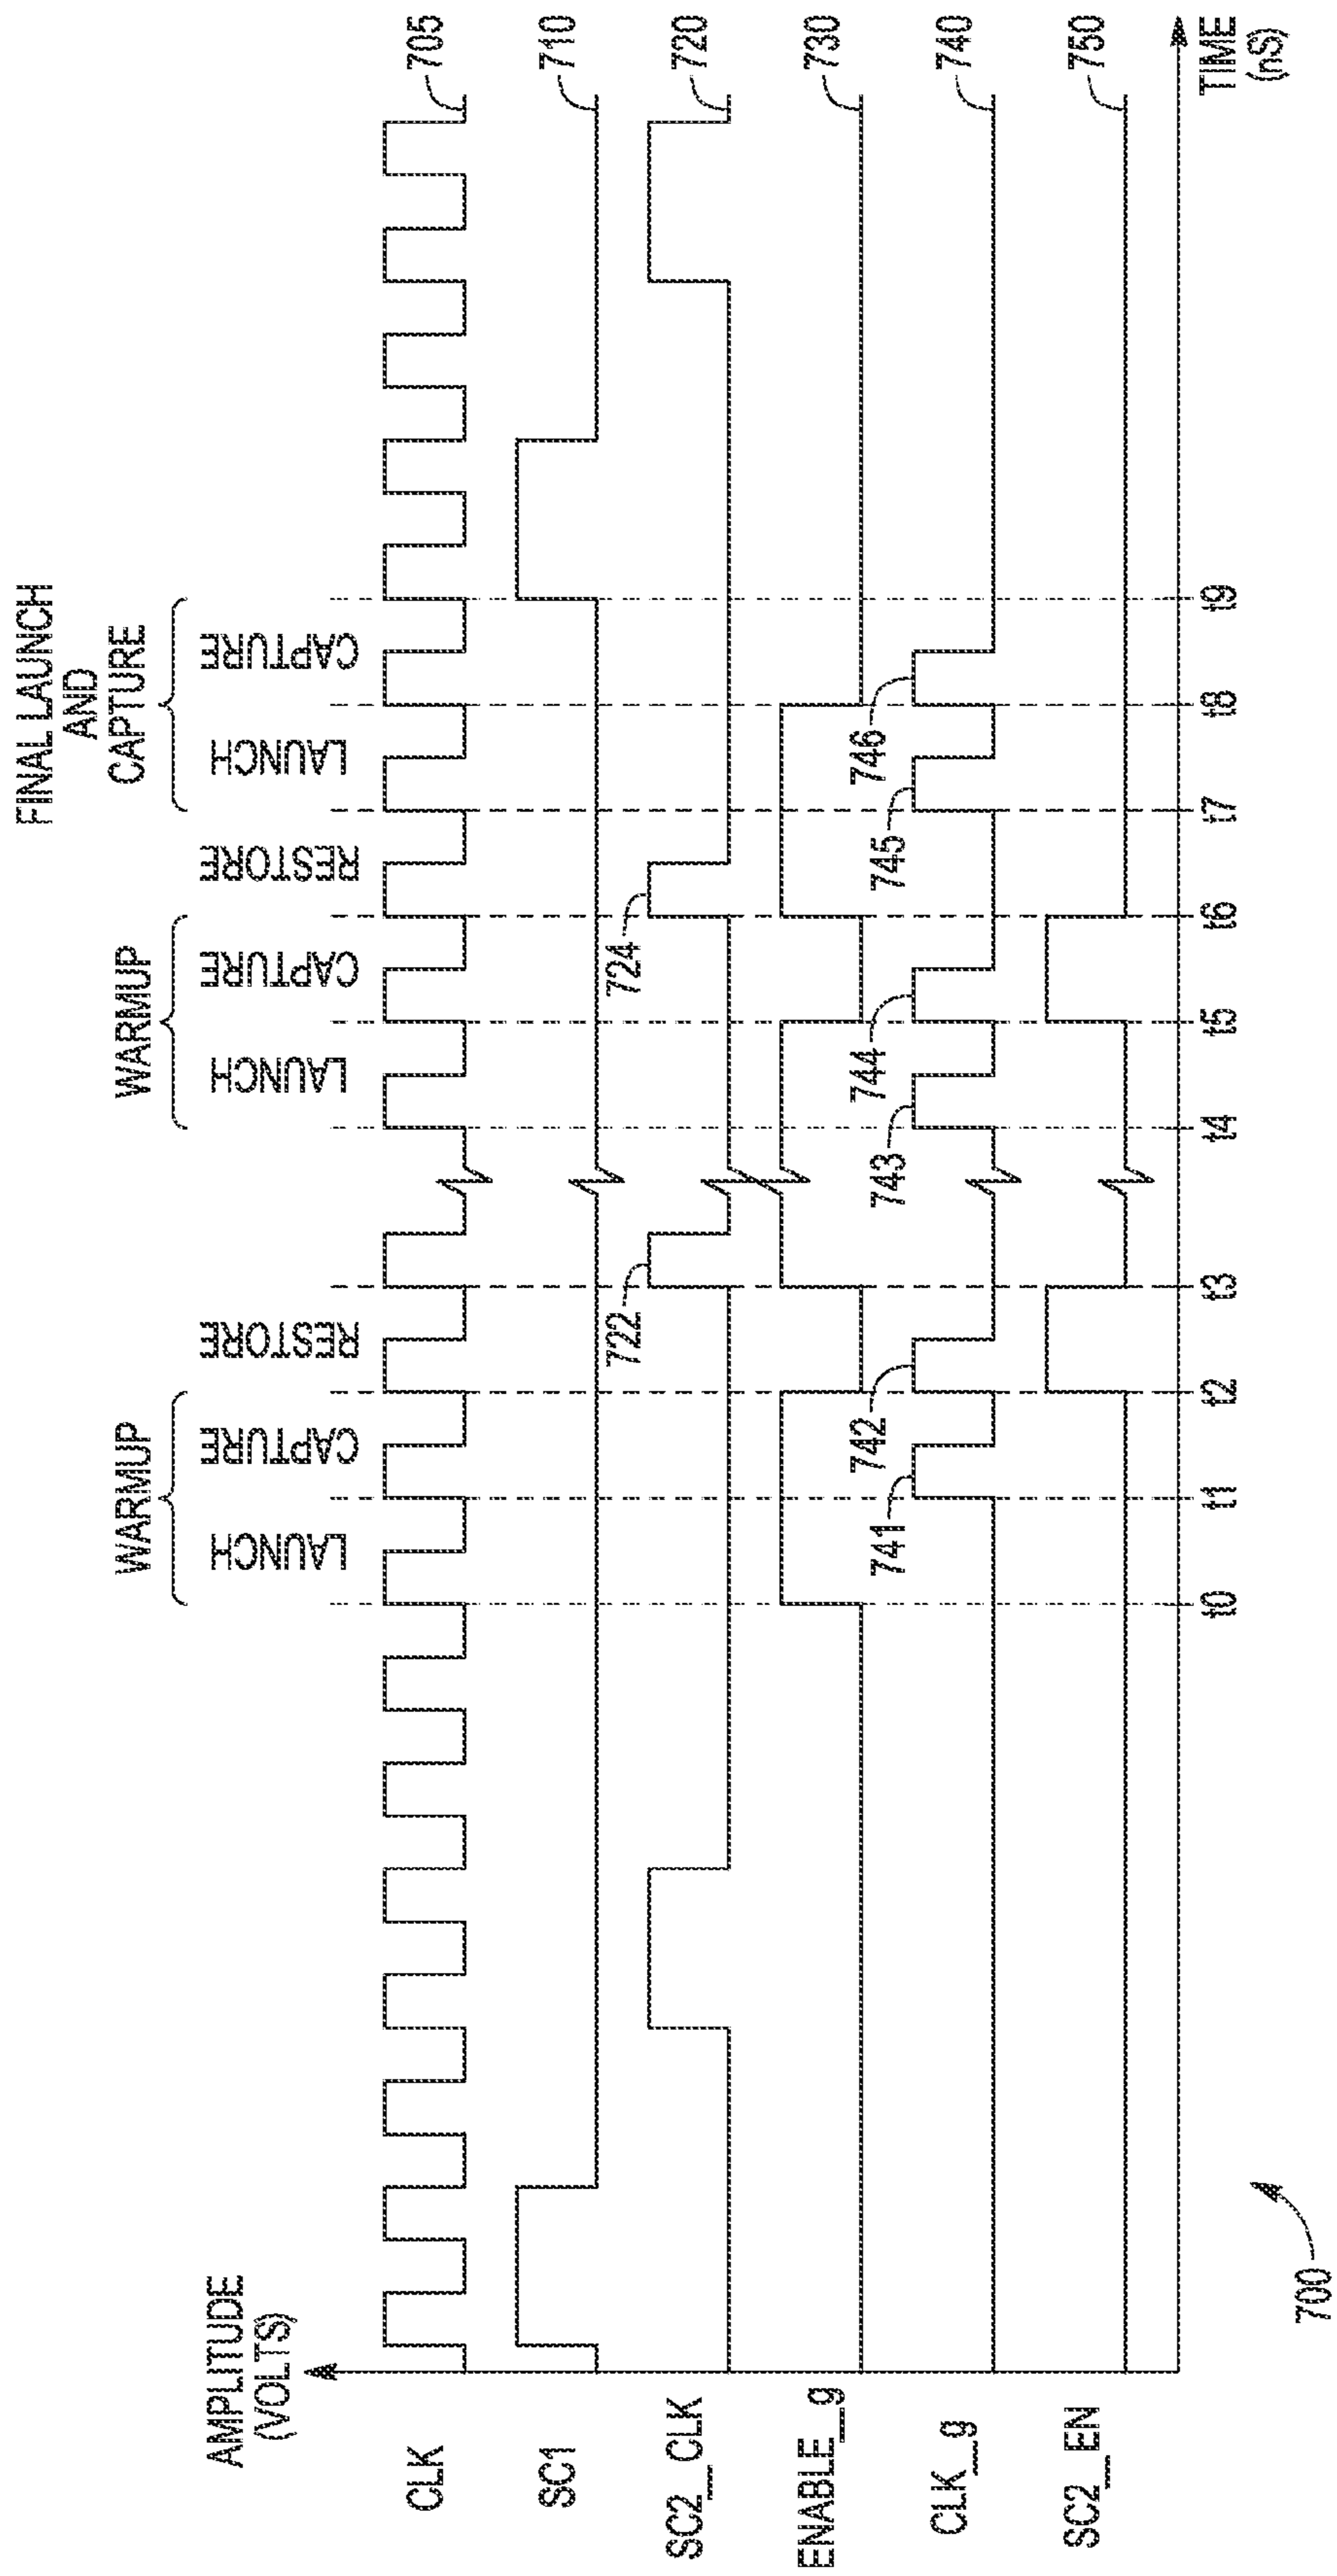 AMPLITUDE
(VOLTS)
FINAL LAUNCH
AND
CAPTURE
WARMUP
WARMUP
LAUNCH
CAPTURE
RESTORE
LAUNCH
CAPTURE
RESTORE
LAUNCH
CAPTURE
CLK
705
SC1
710
SC2_CLK
722
724
720
ENABLE_g
730
CLK_g
741
742
743
744
745
746
740
SC2_EN
750
t0
t1
t2
t3
t4
t5
t6
t7
t8
t9
TIME
(nS)
700